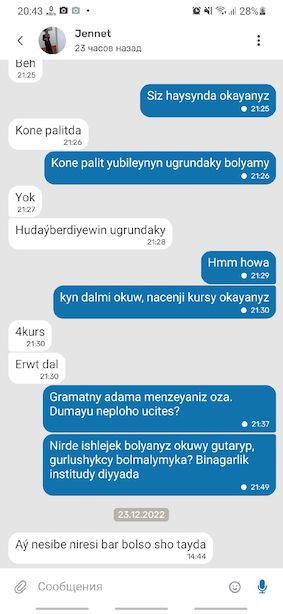 20:43
28%
Jennet
23 часов назад
Beh
21:25
Siz haysynda okayanyz
21:25
Kone palitda
21:26
Kone palit yubileynyn ugrundaky bolyamy
21:26
Yok
21:27
Hudaýberdiyewin ugrundaky
21:28
Hmm howa
21:29
kyn dalmi okuw, nacenji kursy okayanyz
21:30
4kurs
21:30
Erwt dal
21:30
Gramatny adama menzeyaniz oza.
Dumayu neploho ucites?
21:37
Nirde ishlejek bolyanyz okuwy gutaryp,
gurlushykcy bolmalymyka? Binagarlik
institudy diyyada
21:49
23.12.2022
Aý nesibe niresi bar bolso sho tayda
14:44
Сообщение